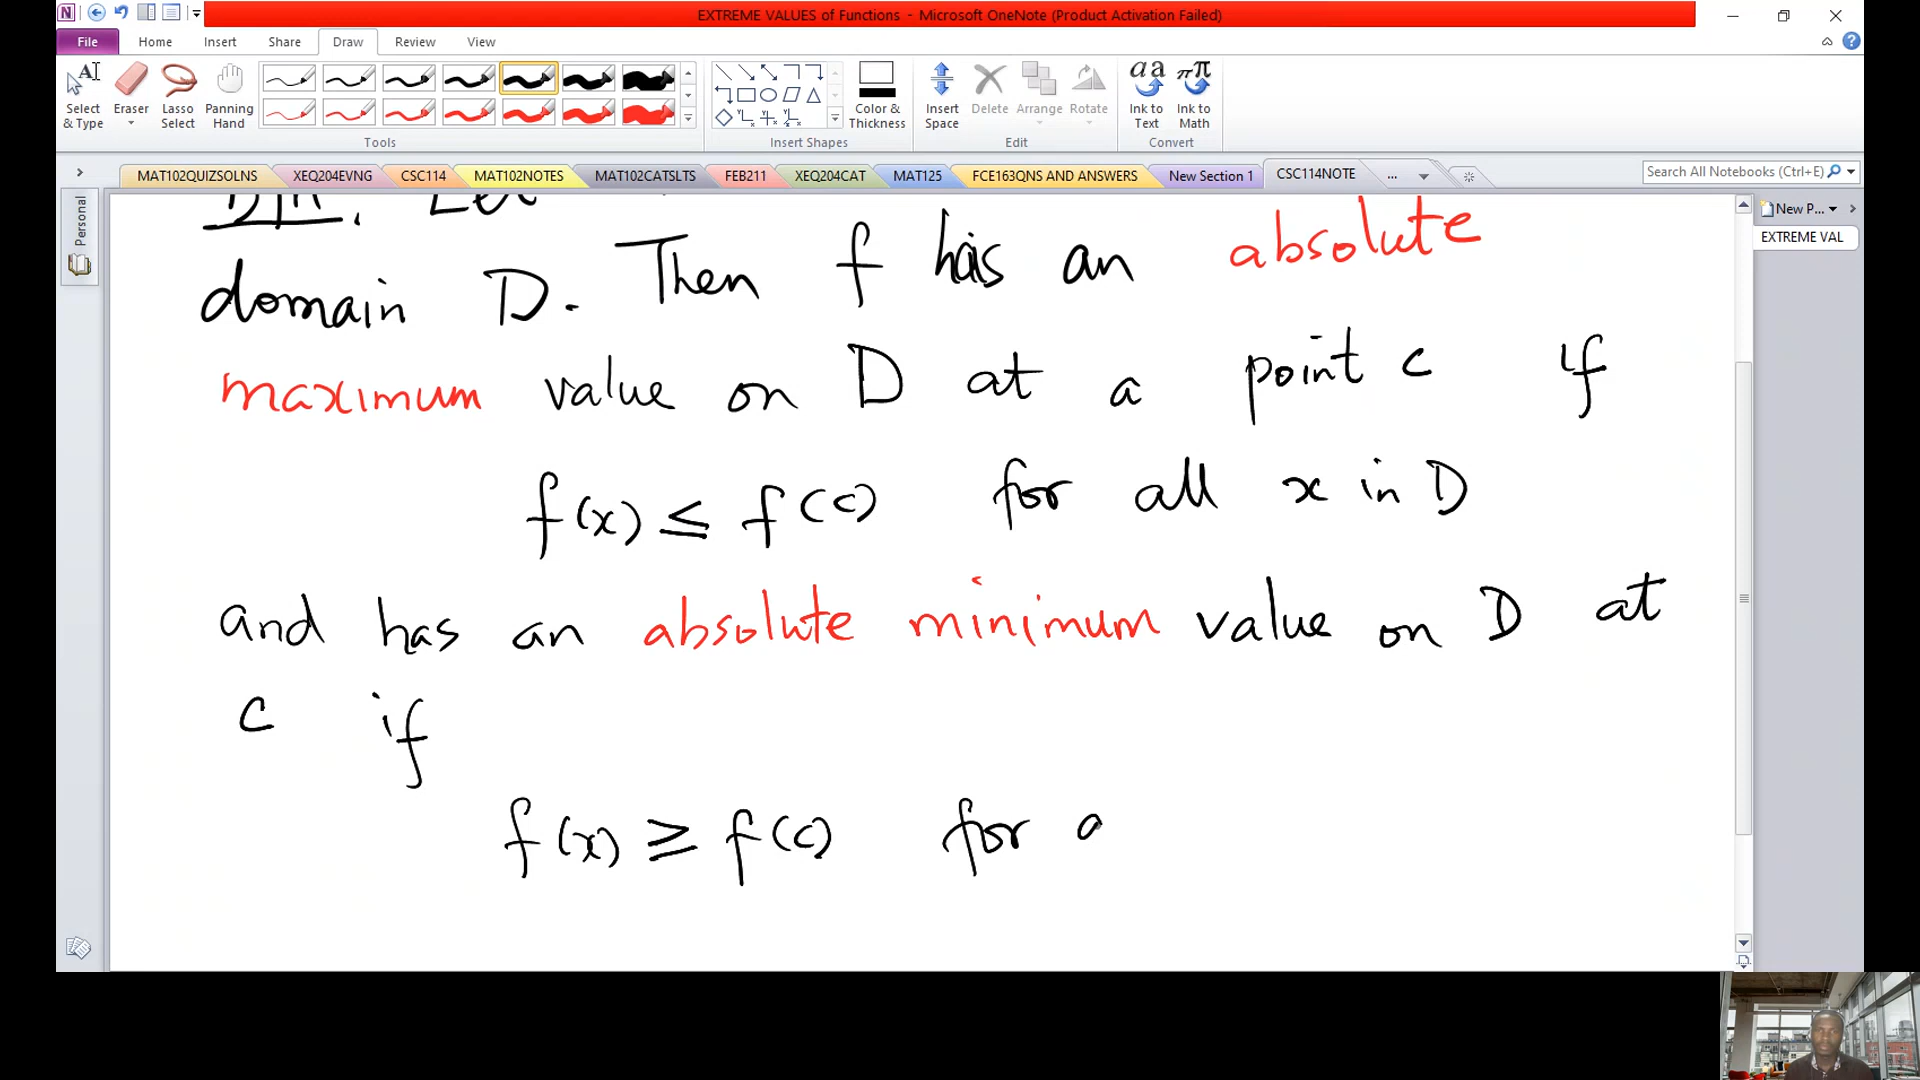 EXTREME VALUES of Functions - Microsoft OneNote (Product Activation Failed)
File Home Insert Share Draw Review View
Select & Type Eraser Lasso Select Panning Hand Color & Thickness Insert Space Delete Arrange Rotate Ink to Text Ink to Math
Tools Insert Shapes Edit Convert
MAT102QUIZSOLNS XEQ204EVNG CSC114 MAT102NOTES MAT102CATSLTS FEB211 XEQ204CAT MAT125 FCE163QNS AND ANSWERS New Section 1 CSC114NOTE ... Search All Notebooks (Ctrl+E)
Personal
New P...
EXTREME VAL
Let
domain D. Then f has an absolute
maximum value on D at a point c if
f(x) ≤ f(c) for all x in D
and has an absolute minimum value on D at
c if
f(x) ≥ f(c) for a